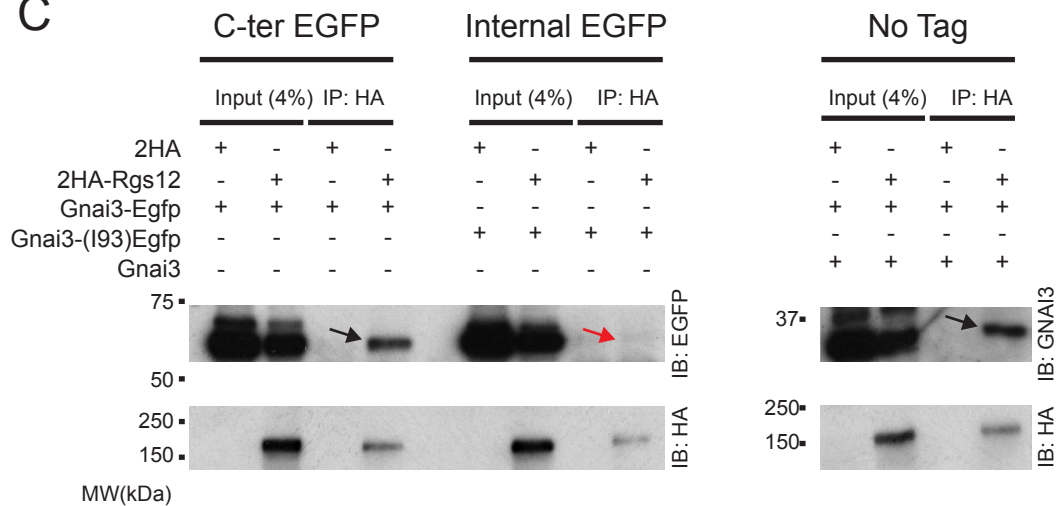 C
C-ter EGFP Internal EGFP No Tag
Input (4%) IP: HA Input (4%) IP: HA Input (4%) IP: HA
2HA + - + - + - + - + - + -
2HA-Rgs12 - + - + - + - + - + - +
Gnai3-Egfp + + + + - - - - + + + +
Gnai3-(I93)Egfp - - - - + + + + - - - -
Gnai3 - - - - - - - - + + + +
75
50
IB: EGFP
37
IB: GNAI3
250
150
IB: HA
250
150
IB: HA
MW(kDa)